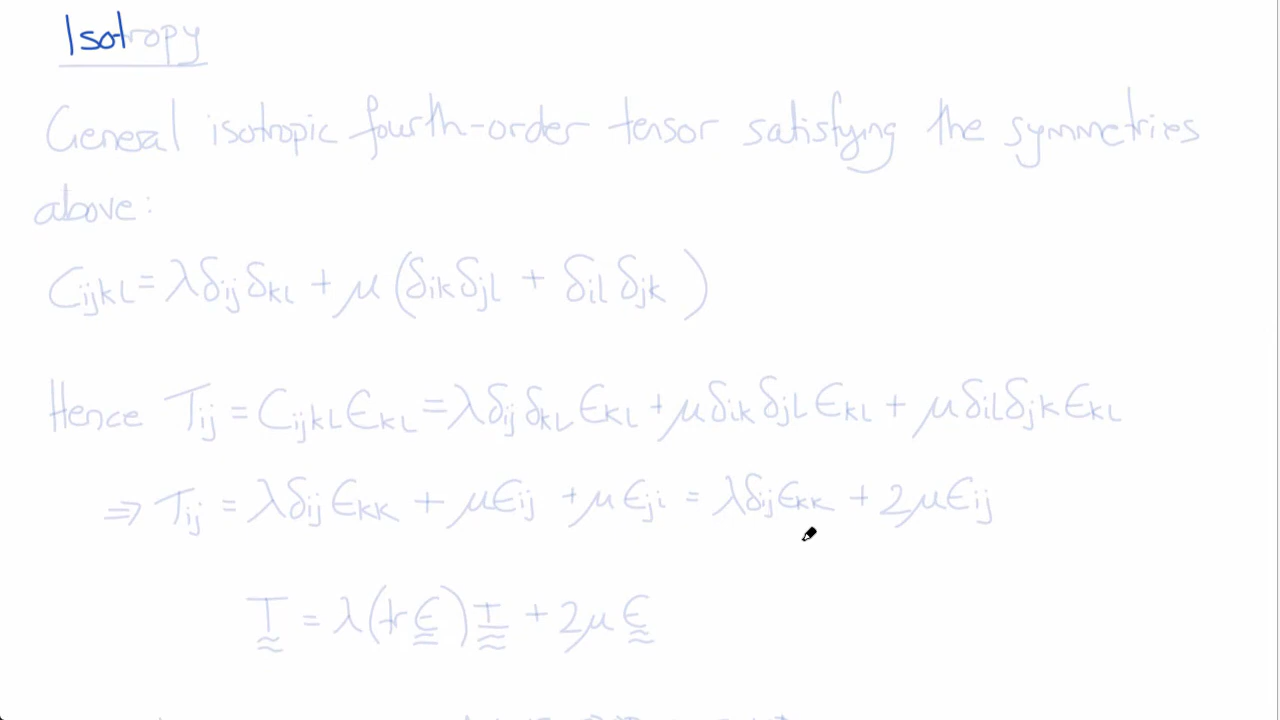 Isotropy
General isotropic fourth-order tensor satisfying the symmetries
above:
Cijkl = λδijδkl + μ(δikδjl + δilδjk)
Hence Tij = Cijklϵkl = λδijδklϵkl + μδikδjlϵkl + μδilδjkϵkl
⇒ Tij = λδijϵkk + μϵij + μϵji = λδijϵkk + 2μϵij
T = λ(trϵ)I + 2μϵ